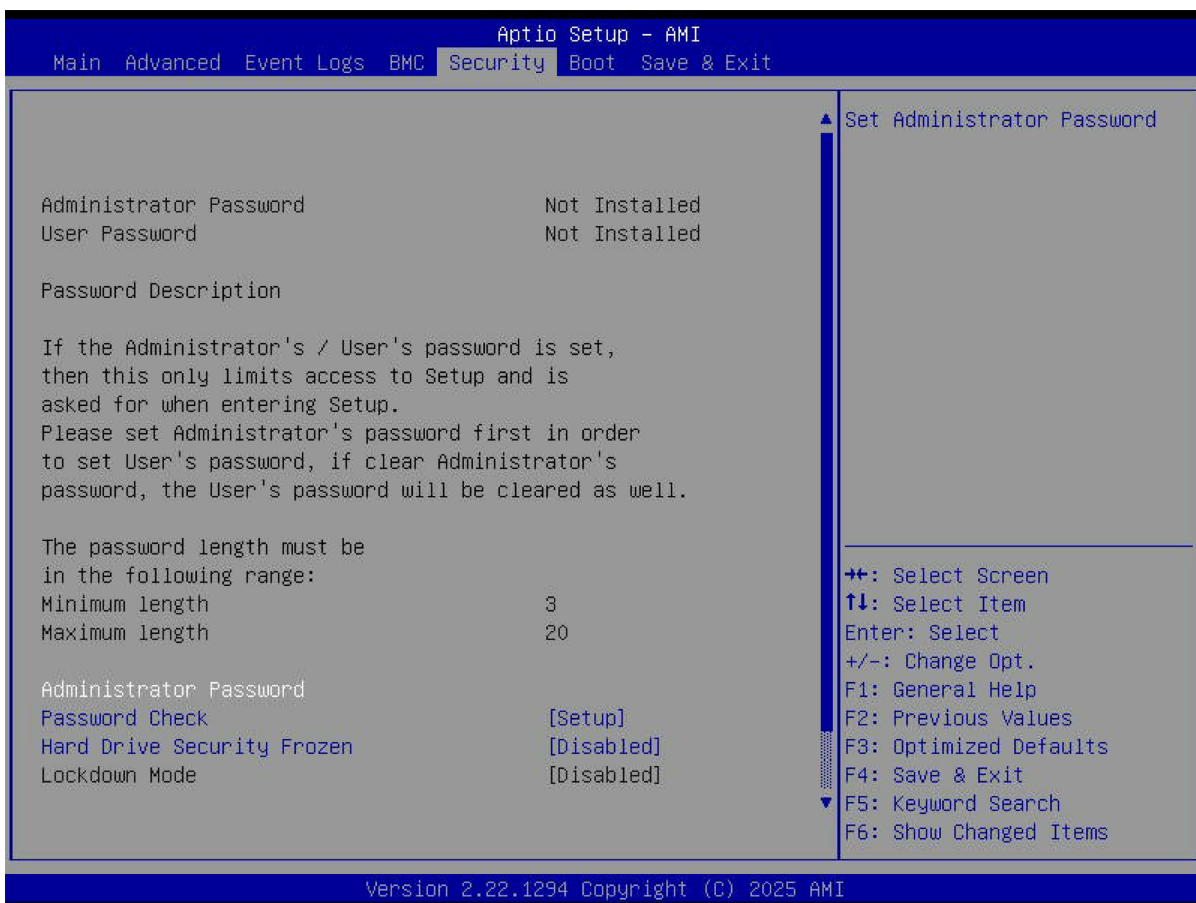 Aptio Setup – AMI
Main Advanced Event Logs BMC Security Boot Save & Exit
Administrator Password Not Installed
User Password Not Installed
Password Description
If the Administrator's / User's password is set,
then this only limits access to Setup and is
asked for when entering Setup.
Please set Administrator's password first in order
to set User's password, if clear Administrator's
password, the User's password will be cleared as well.
The password length must be
in the following range:
Minimum length 3
Maximum length 20
Administrator Password
Password Check [Setup]
Hard Drive Security Frozen [Disabled]
Lockdown Mode [Disabled]
Set Administrator Password
→←: Select Screen
↑↓: Select Item
Enter: Select
+/-: Change Opt.
F1: General Help
F2: Previous Values
F3: Optimized Defaults
F4: Save & Exit
F5: Keyword Search
F6: Show Changed Items
Version 2.22.1294 Copyright (C) 2025 AMI